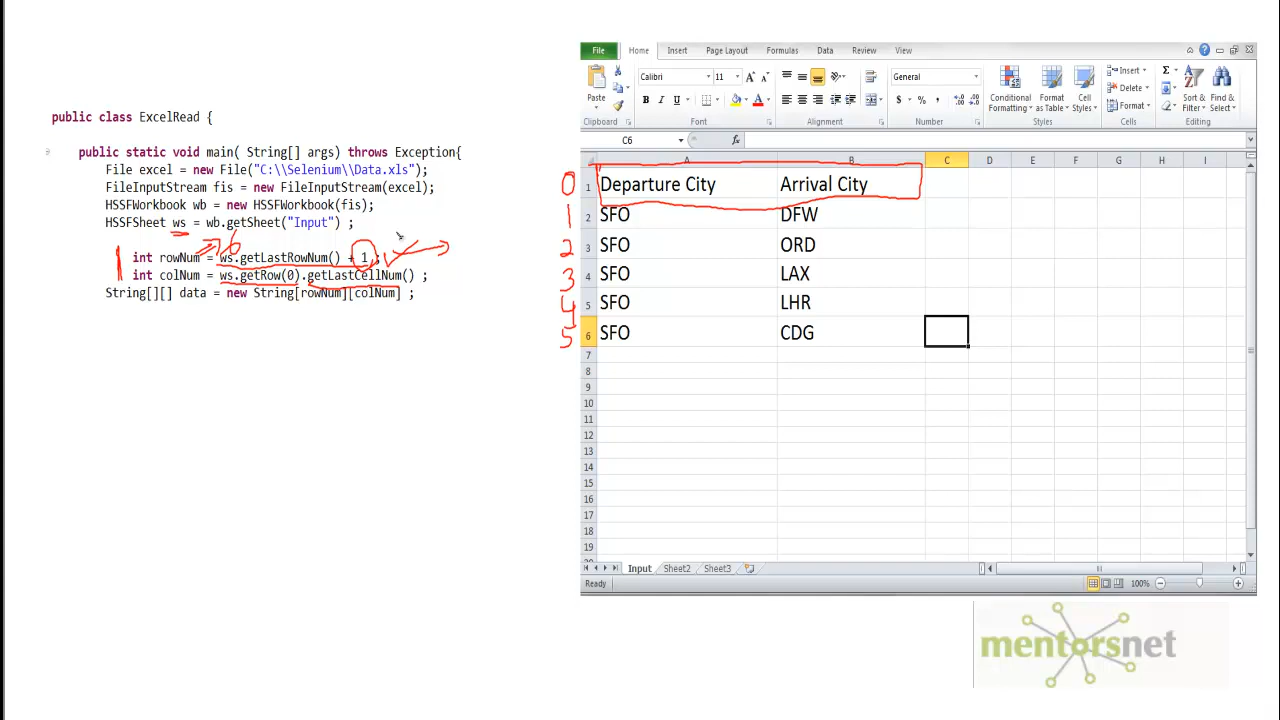 public class ExcelRead {
public static void main( String[] args) throws Exception{
File excel = new File("C:\\Selenium\\Data.xls");
FileInputStream fis = new FileInputStream(excel);
HSSFWorkbook wb = new HSSFWorkbook(fis);
HSSFSheet ws = wb.getSheet("Input") ;
6
int rowNum = ws.getLastRowNum() + 1 ;
int colNum = ws.getRow(0).getLastCellNum() ;
String[][] data = new String[rowNum][colNum] ;
File Home Insert Page Layout Formulas Data Review View
Calibri 11 A A General Insert Σ
Paste B I U A $ % , .00 .0 Conditional Formatting Format as Table Cell Styles Delete Format Sort & Filter Find & Select
Clipboard Font Alignment Number Styles Cells Editing
C6 fx
A B C D E F G H I
0 1 Departure City Arrival City
1 2 SFO DFW
2 3 SFO ORD
3 4 SFO LAX
4 5 SFO LHR
5 6 SFO CDG
7
8
9
10
11
12
13
14
15
16
17
18
19
Input Sheet2 Sheet3
Ready 100%
mentorsnet